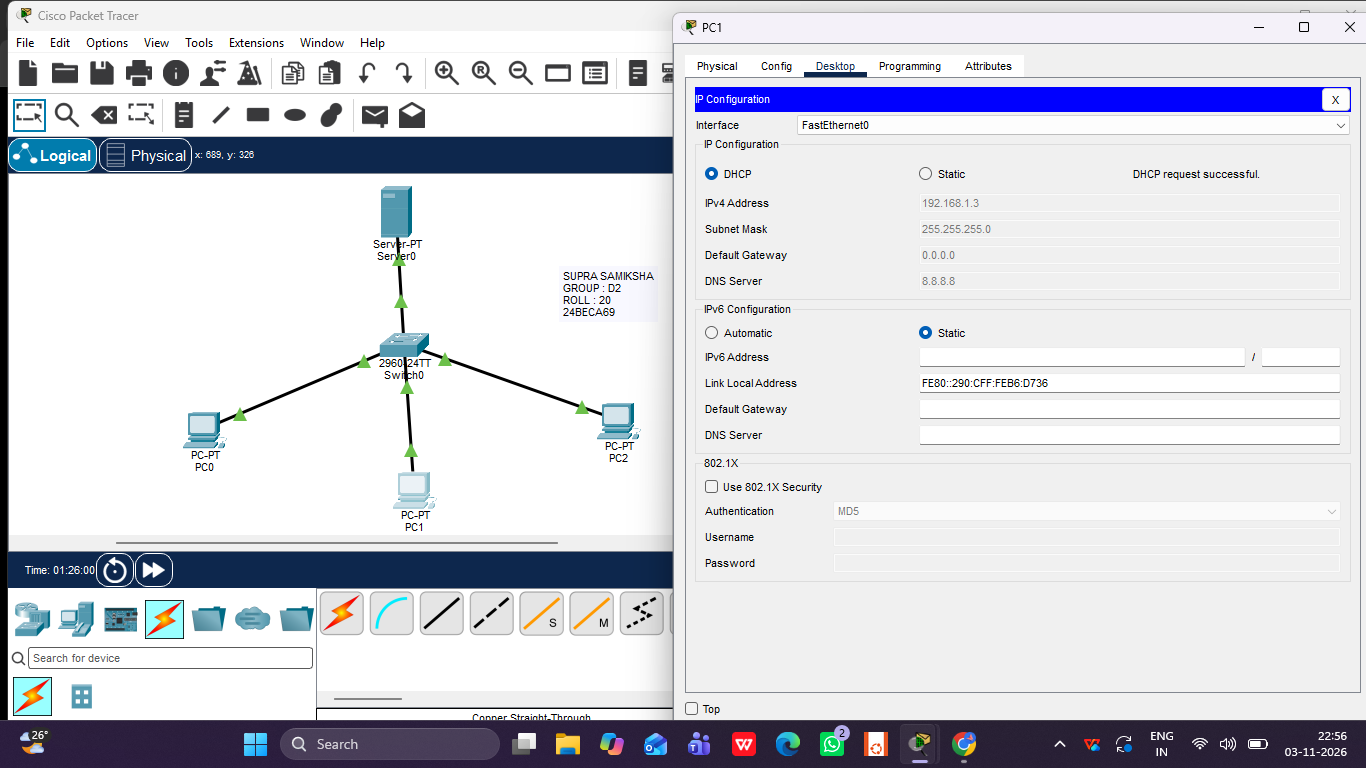 Cisco Packet Tracer
File Edit Options View Tools Extensions Window Help
Logical Physical x: 689, y: 326
Server-PT
Server0
SUPRA SAMIKSHA
GROUP : D2
ROLL : 20
24BECA69
2960-24TT
Switch0
PC-PT
PC0
PC-PT
PC1
PC-PT
PC2
Time: 01:26:00
S
M
Search for device
Copper Straight-Through
PC1
Physical Config Desktop Programming Attributes
IP Configuration X
Interface FastEthernet0
IP Configuration
DHCP Static DHCP request successful.
IPv4 Address 192.168.1.3
Subnet Mask 255.255.255.0
Default Gateway 0.0.0.0
DNS Server 8.8.8.8
IPv6 Configuration
Automatic Static
IPv6 Address /
Link Local Address FE80::290:CFF:FEB6:D736
Default Gateway
DNS Server
802.1X
Use 802.1X Security
Authentication MD5
Username
Password
Top
26°
Search
2
ENG
IN
22:56
03-11-2026